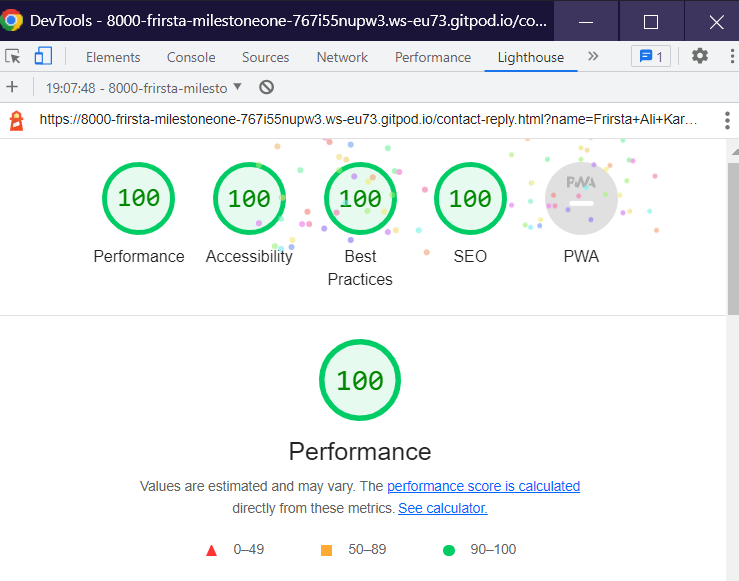 DevTools - 8000-frirsta-milestoneone-767i55nupw3.ws-eu73.gitpod.io/co...
Elements Console Sources Network Performance Lighthouse 1
19:07:48 - 8000-frirsta-milesto
https://8000-frirsta-milestoneone-767i55nupw3.ws-eu73.gitpod.io/contact-reply.html?name=Frirsta+Ali+Kar...
100 100 100 100 PWA
Performance Accessibility Best Practices SEO PWA
100
Performance
Values are estimated and may vary. The performance score is calculated
directly from these metrics. See calculator.
0–49 50–89 90–100